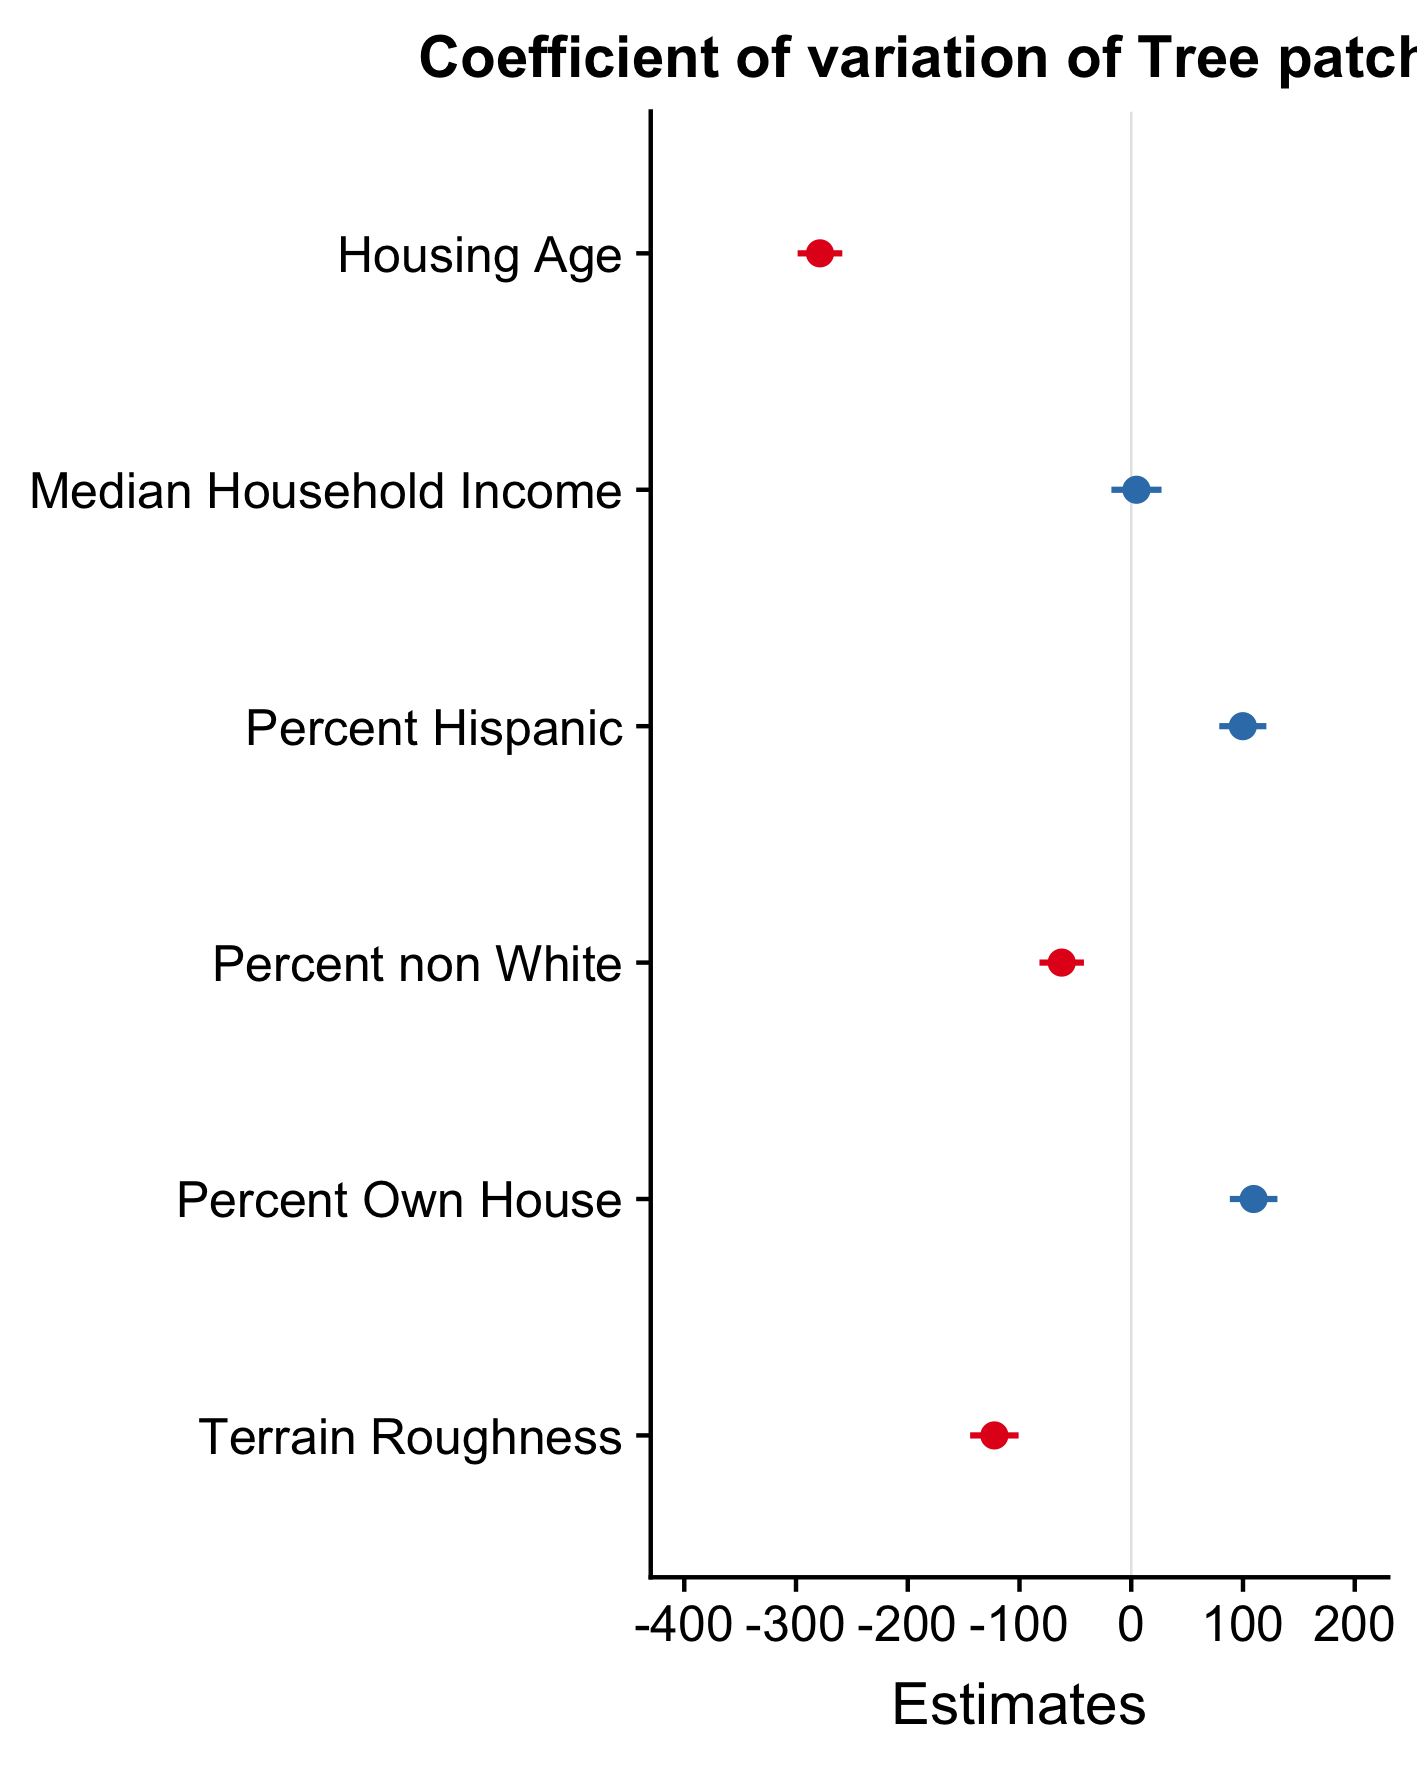 Coefficient of variation of Tree patch
Housing Age
Median Household Income
Percent Hispanic
Percent non White
Percent Own House
Terrain Roughness
-400 -300 -200 -100 0 100 200
Estimates